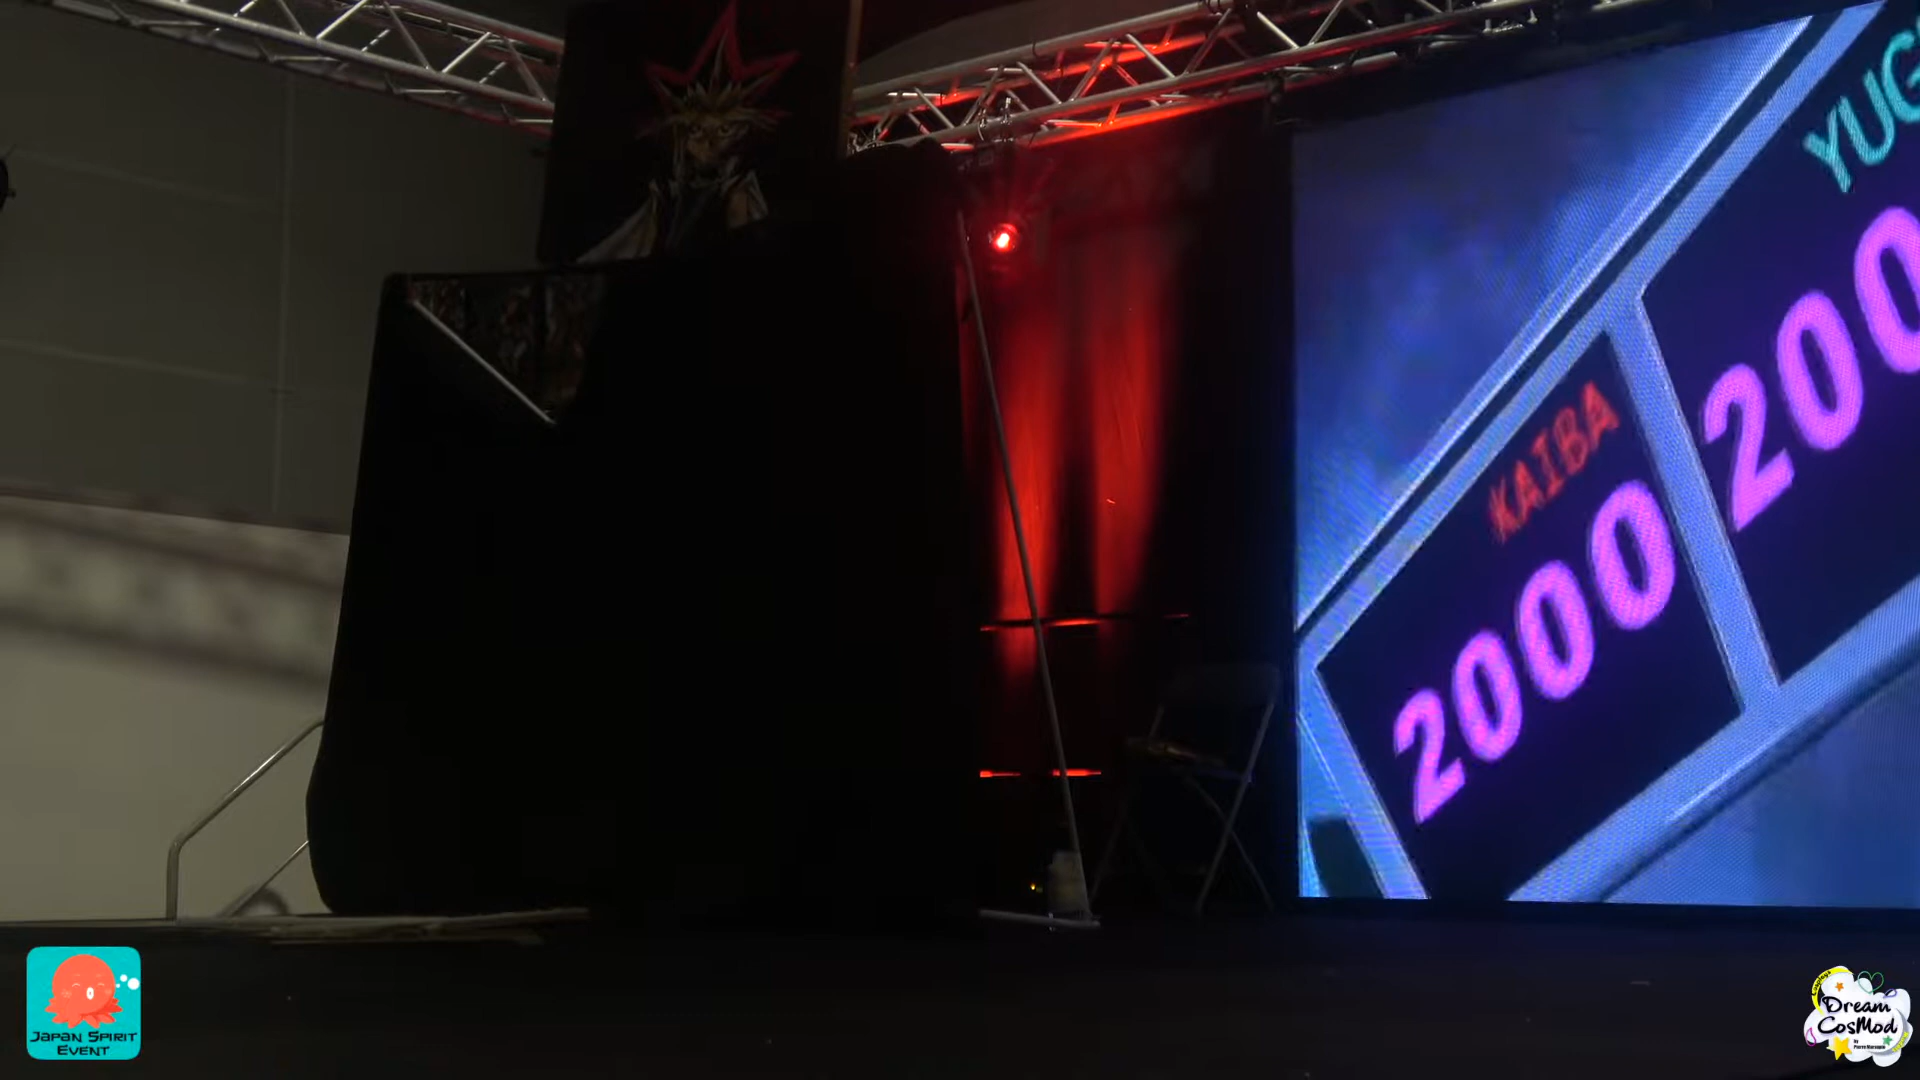 YUG
200
KAIBA
2000
JAPAN SPIRIT
EVENT
Dream
CosMod